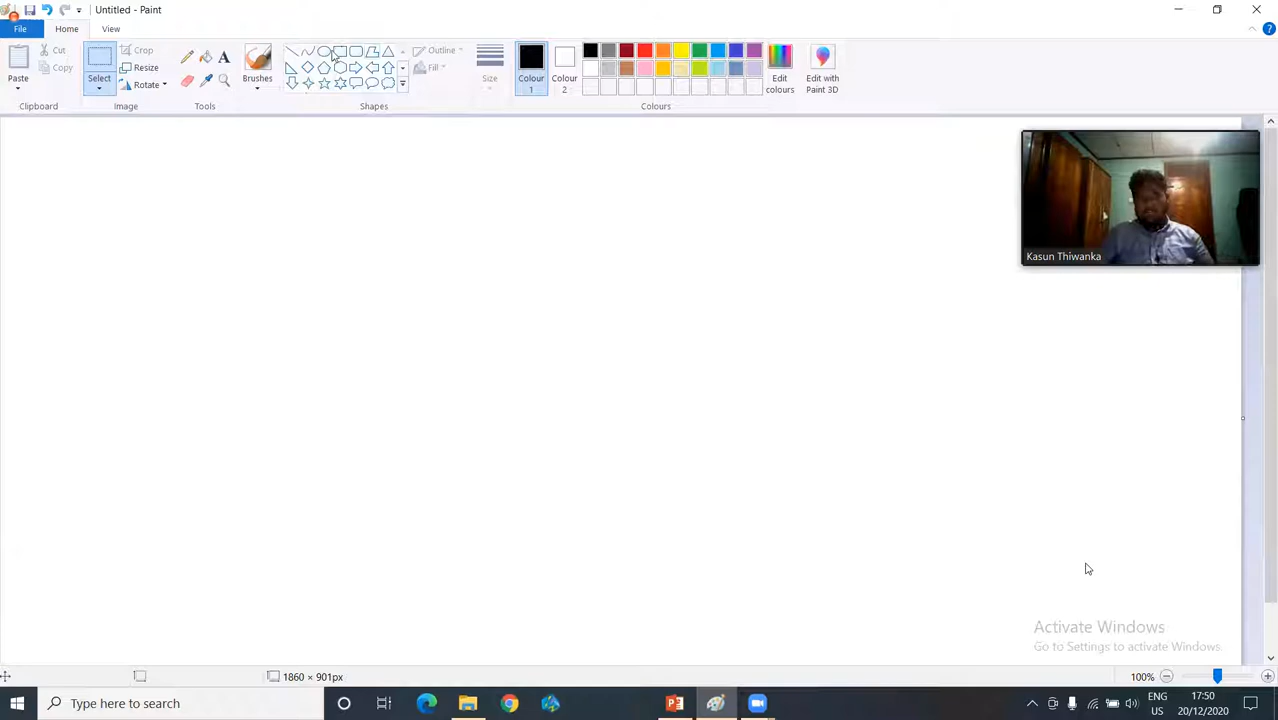 Untitled - Paint
File
Home
View
Paste
Cut
Copy
Clipboard
Select
Crop
Resize
Rotate
Image
Tools
Brushes
Shapes
Outline
Fill
Size
Colour
1
Colour
2
Colours
Edit
colours
Edit with
Paint 3D
Kasun Thiwanka
Activate Windows
Go to Settings to activate Windows.
1860 × 901px
100%
Type here to search
ENG
US
17:50
20/12/2020